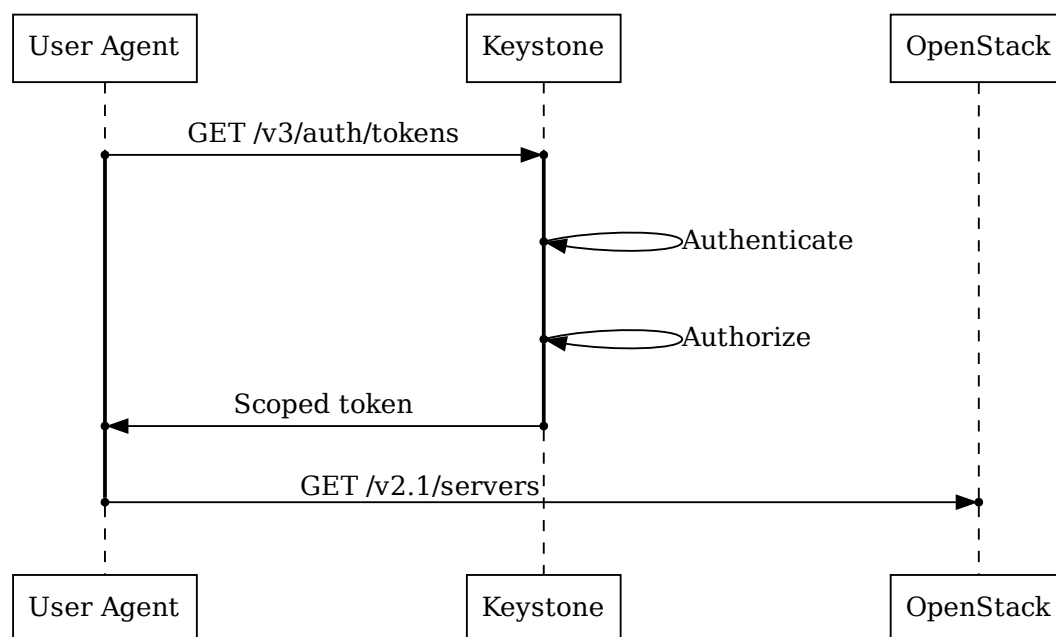 User Agent
Keystone
OpenStack
GET /v3/auth/tokens
Authenticate
Authorize
Scoped token
GET /v2.1/servers
User Agent
Keystone
OpenStack